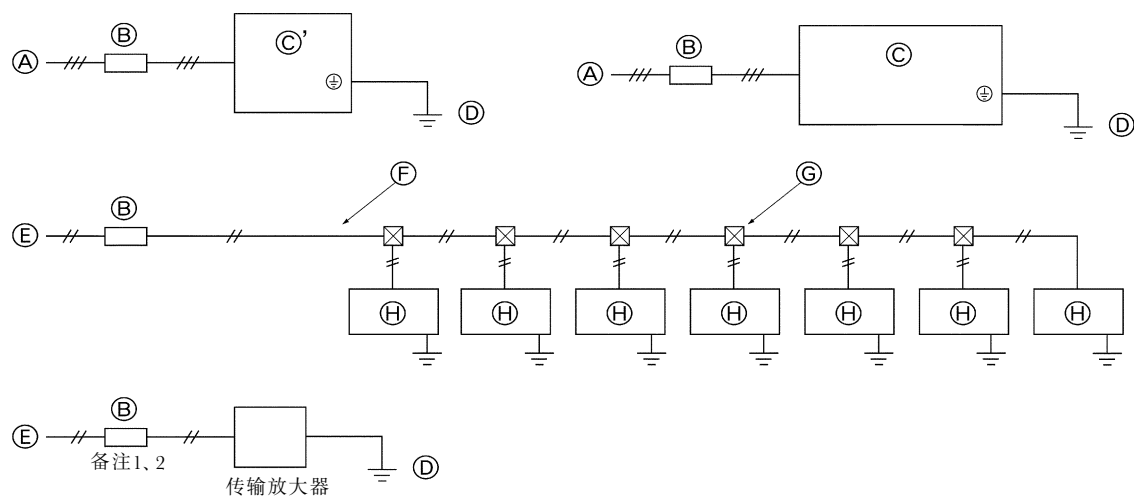 Ⓐ Ⓑ Ⓒ' Ⓓ
Ⓐ Ⓑ Ⓒ Ⓓ
Ⓕ Ⓖ
Ⓔ Ⓑ
Ⓗ Ⓗ Ⓗ Ⓗ Ⓗ Ⓗ Ⓗ
Ⓔ Ⓑ Ⓓ
备注1、2
传输放大器